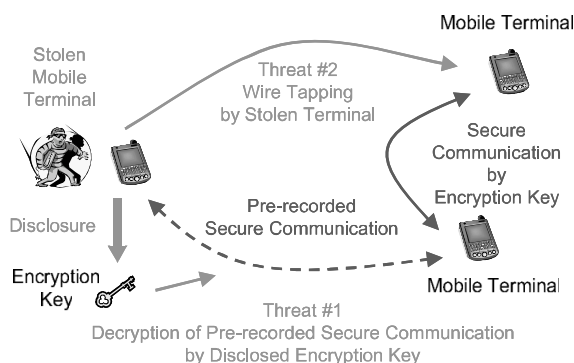 Mobile Terminal
Stolen
Mobile
Terminal
Threat #2
Wire Tapping
by Stolen Terminal
Secure
Communication
by
Encryption Key
Pre-recorded
Secure Communication
Disclosure
Encryption
Key
Mobile Terminal
Threat #1
Decryption of Pre-recorded Secure Communication
by Disclosed Encryption Key